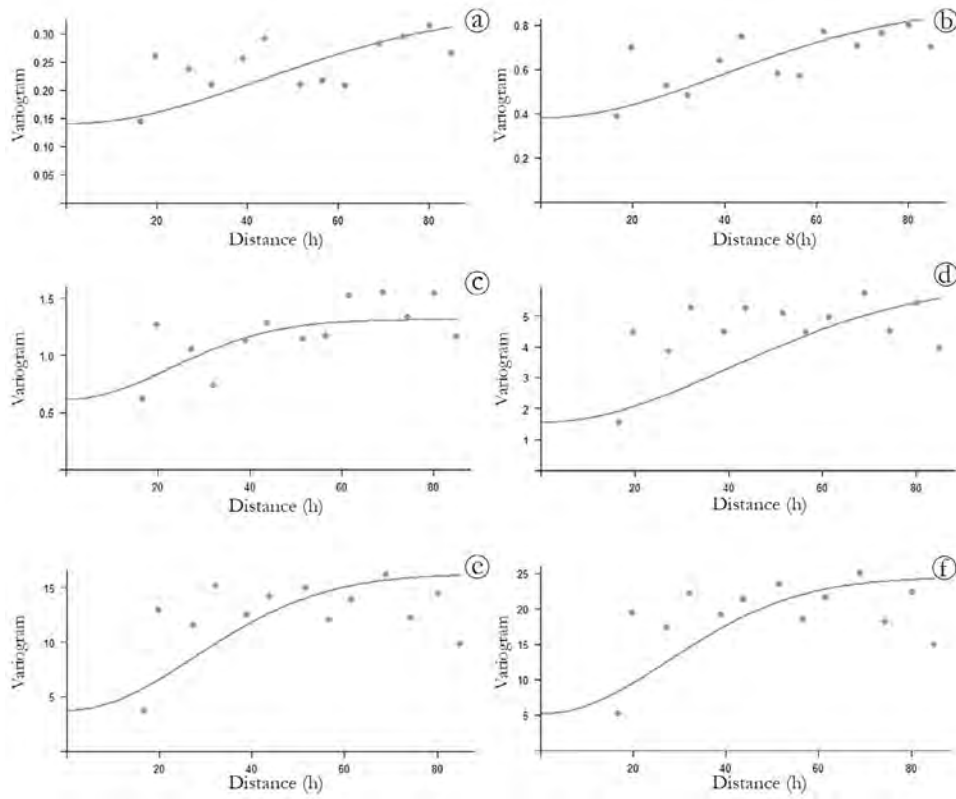 ⓐ
Variogram
0.30
0.25
0.20
0.15
0.10
0.05
20 40 60 80
Distance (h)
ⓑ
Variogram
0.8
0.6
0.4
0.2
20 40 60 80
Distance 8(h)
ⓒ
Variogram
1.5
1.0
0.5
20 40 60 80
Distance (h)
ⓓ
Variogram
5
4
3
2
1
20 40 60 80
Distance (h)
ⓔ
Variogram
15
10
5
20 40 60 80
Distance (h)
ⓕ
Variogram
25
20
15
10
5
20 40 60 80
Distance (h)